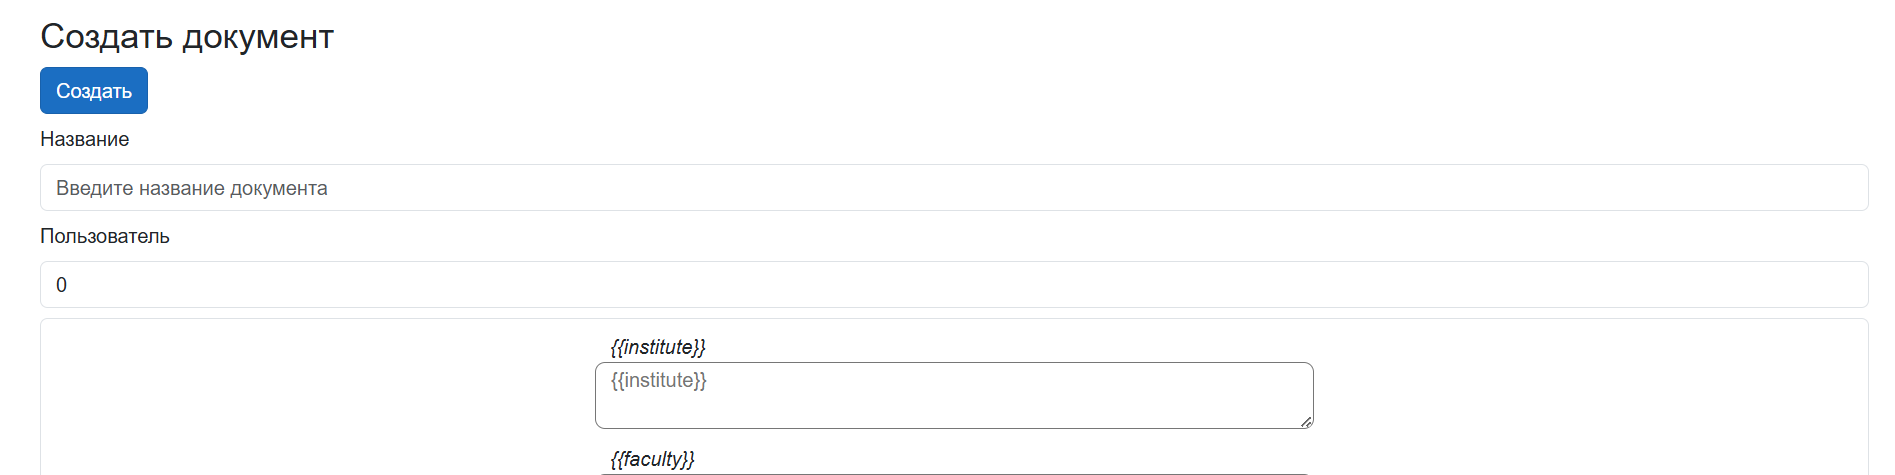 Создать документ
Создать
Название
Введите название документа
Пользователь
0
{{institute}}
{{institute}}
{{faculty}}